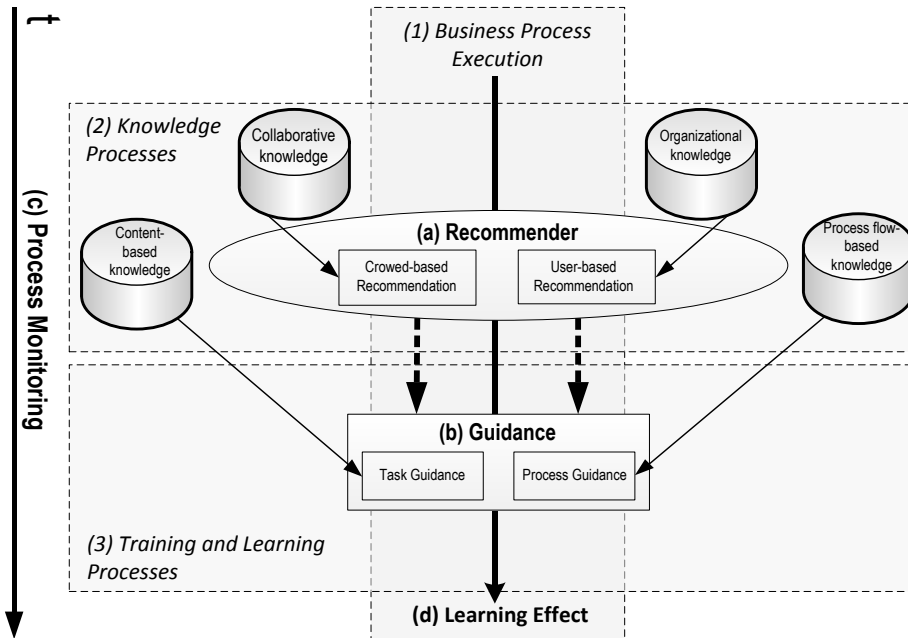 t
(c) Process Monitoring
(1) Business Process
Execution
(2) Knowledge
Processes
Collaborative
knowledge
Organizational
knowledge
Content-
based
knowledge
Process flow-
based
knowledge
(a) Recommender
Crowed-based
Recommendation
User-based
Recommendation
(b) Guidance
Task Guidance
Process Guidance
(3) Training and Learning
Processes
(d) Learning Effect